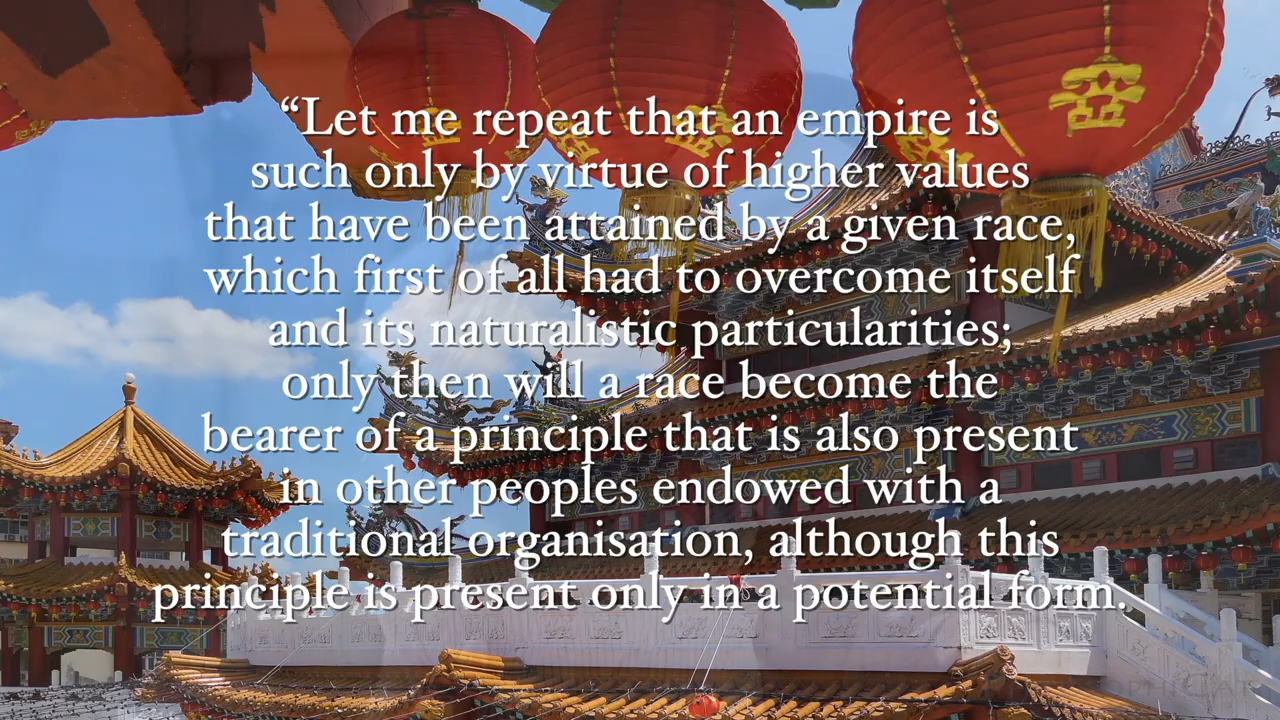 “Let me repeat that an empire is
such only by virtue of higher values
that have been attained by a given race,
which first of all had to overcome itself
and its naturalistic particularities;
only then will a race become the
bearer of a principle that is also present
in other peoples endowed with a
traditional organisation, although this
principle is present only in a potential form.